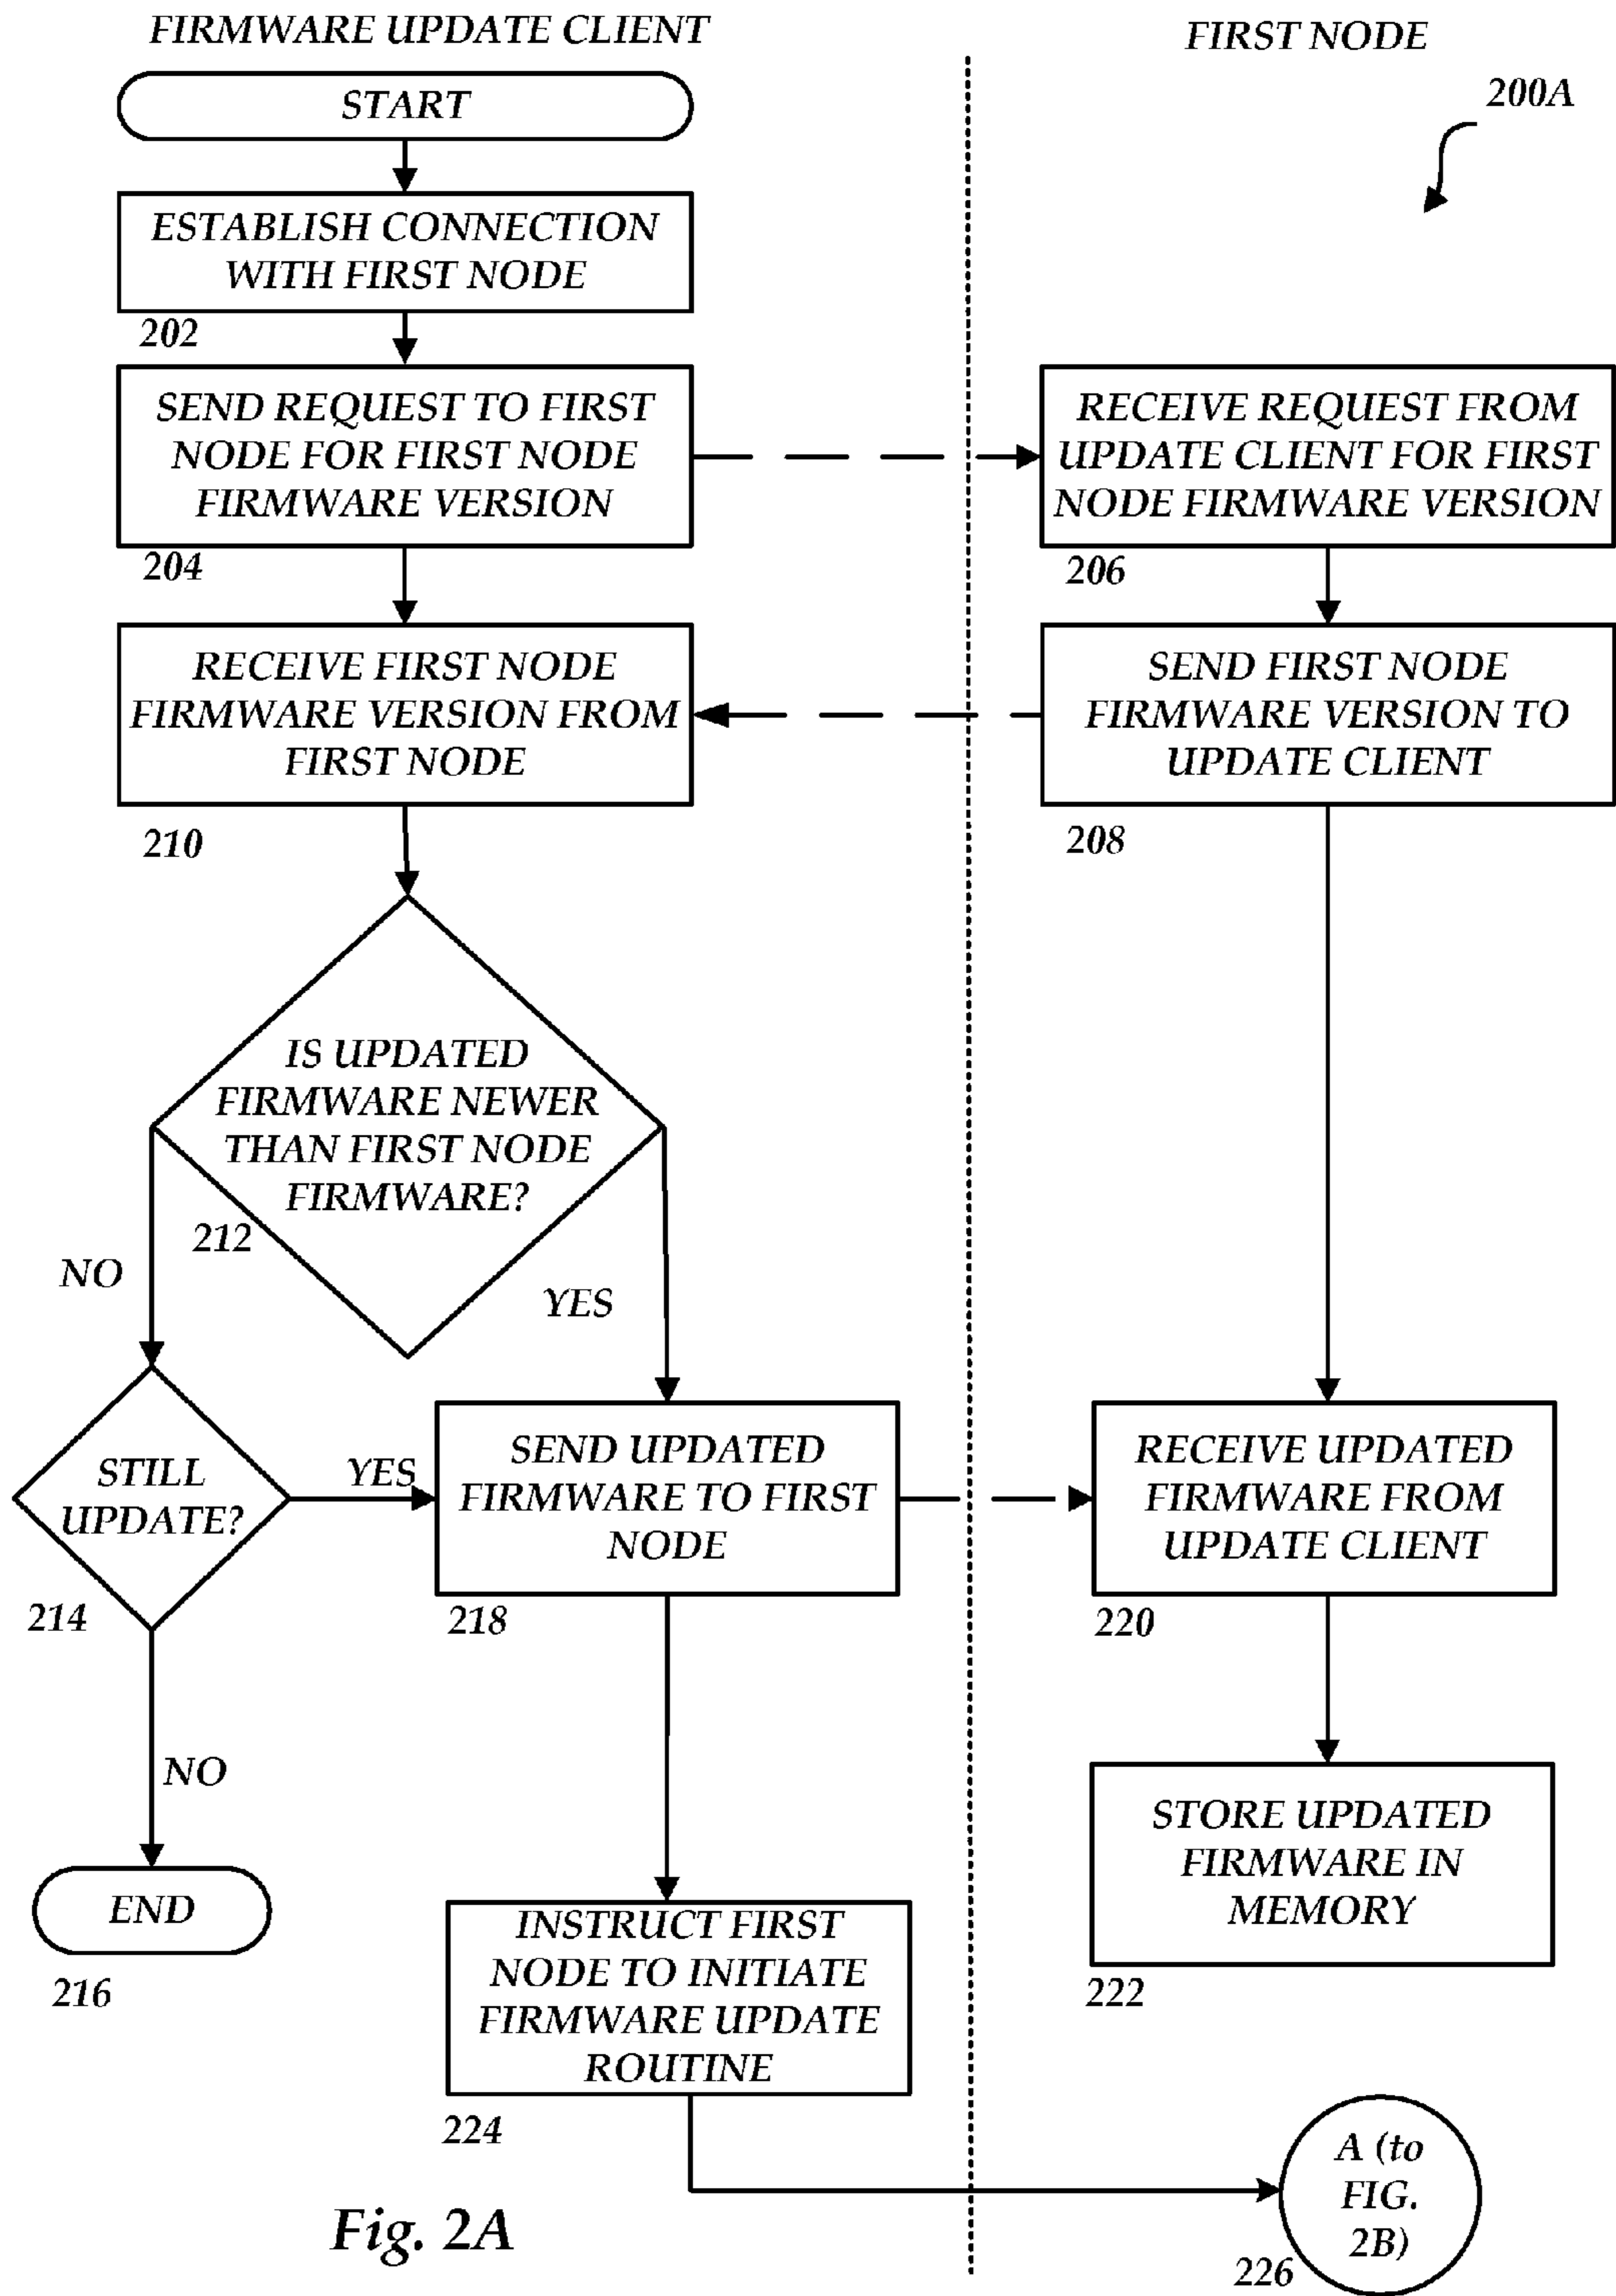 FIRMWARE UPDATE CLIENT
FIRST NODE
200A
START
ESTABLISH CONNECTION
WITH FIRST NODE
202
SEND REQUEST TO FIRST
NODE FOR FIRST NODE
FIRMWARE VERSION
204
RECEIVE REQUEST FROM
UPDATE CLIENT FOR FIRST
NODE FIRMWARE VERSION
206
RECEIVE FIRST NODE
FIRMWARE VERSION FROM
FIRST NODE
210
SEND FIRST NODE
FIRMWARE VERSION TO
UPDATE CLIENT
208
IS UPDATED
FIRMWARE NEWER
THAN FIRST NODE
FIRMWARE?
212
NO
YES
STILL
UPDATE?
214
YES
SEND UPDATED
FIRMWARE TO FIRST
NODE
218
RECEIVE UPDATED
FIRMWARE FROM
UPDATE CLIENT
220
NO
STORE UPDATED
FIRMWARE IN
MEMORY
222
END
216
INSTRUCT FIRST
NODE TO INITIATE
FIRMWARE UPDATE
ROUTINE
224
A (to
FIG.
2B)
226
Fig. 2A